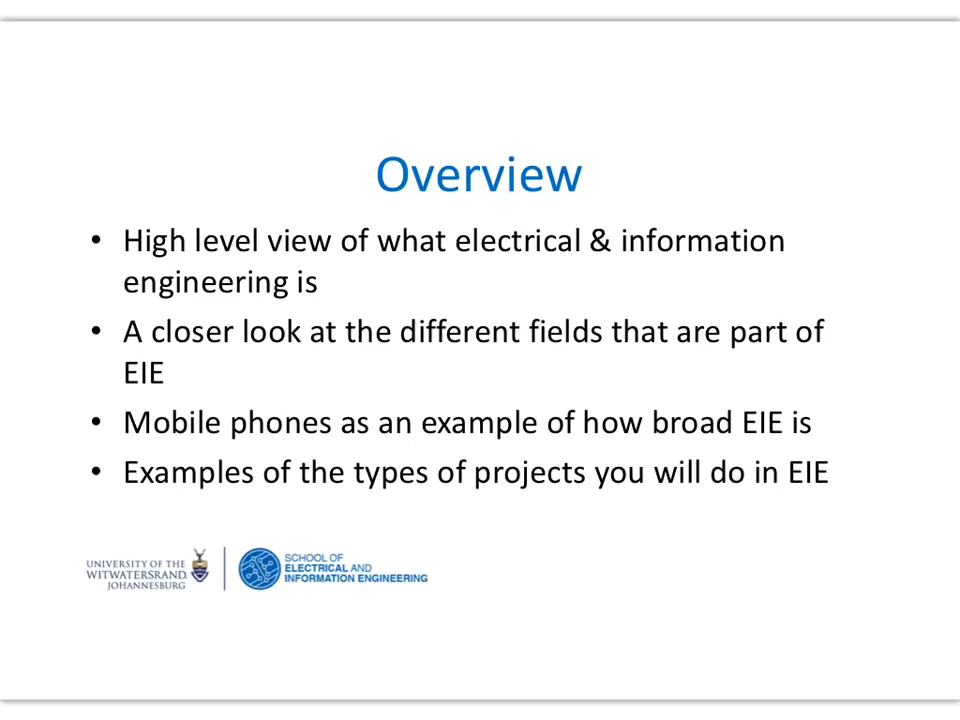 Overview
• High level view of what electrical & information
engineering is
• A closer look at the different fields that are part of
EIE
• Mobile phones as an example of how broad EIE is
• Examples of the types of projects you will do in EIE
UNIVERSITY OF THE
WITWATERSRAND,
JOHANNESBURG
SCHOOL OF
ELECTRICAL AND
INFORMATION ENGINEERING